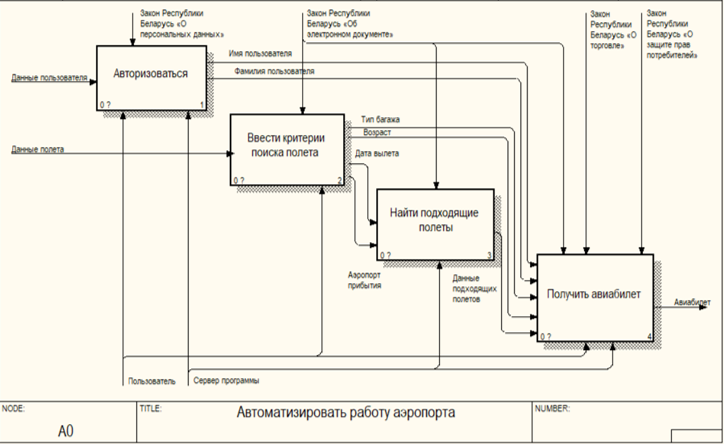 Закон Республики
Беларусь «О
персональных данных»
Закон Республики
Беларусь «Об
электронном документе»
Закон
Республики
Беларусь «О
торговле»
Закон
Республики
Беларусь «О
защите прав
потребителей»
Данные пользователя
Авторизоваться
0 ?
1
Имя пользователя
Фамилия пользователя
Данные полета
Ввести критерии
поиска полета
0 ?
2
Тип багажа
Возраст
Дата вылета
Аэропорт
прибытия
Найти подходящие
полеты
0 ?
3
Данные
подходящих
полетов
Получить авиабилет
0 ?
4
Авиабилет
Пользователь
Сервер программы
NODE:
A0
TITLE:
Автоматизировать работу аэропорта
NUMBER: